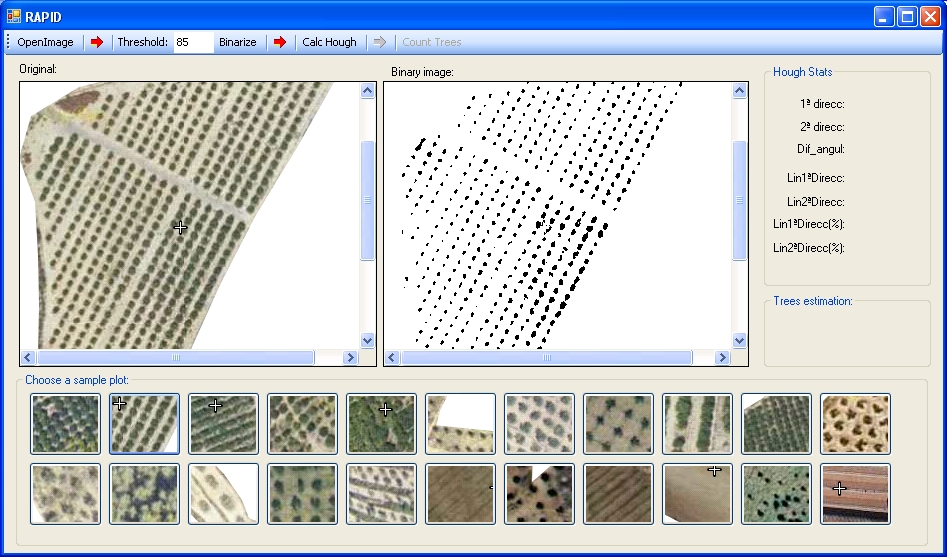 RAPID
OpenImage Threshold: 85 Binarize Calc Hough Count Trees
Original:
Binary image:
Hough Stats
1ª direcc:
2ª direcc:
Dif_angul:
Lin1ªDirecc:
Lin2ªDirecc:
Lin1ªDirecc(%):
Lin2ªDirecc(%):
Trees estimation:
Choose a sample plot: